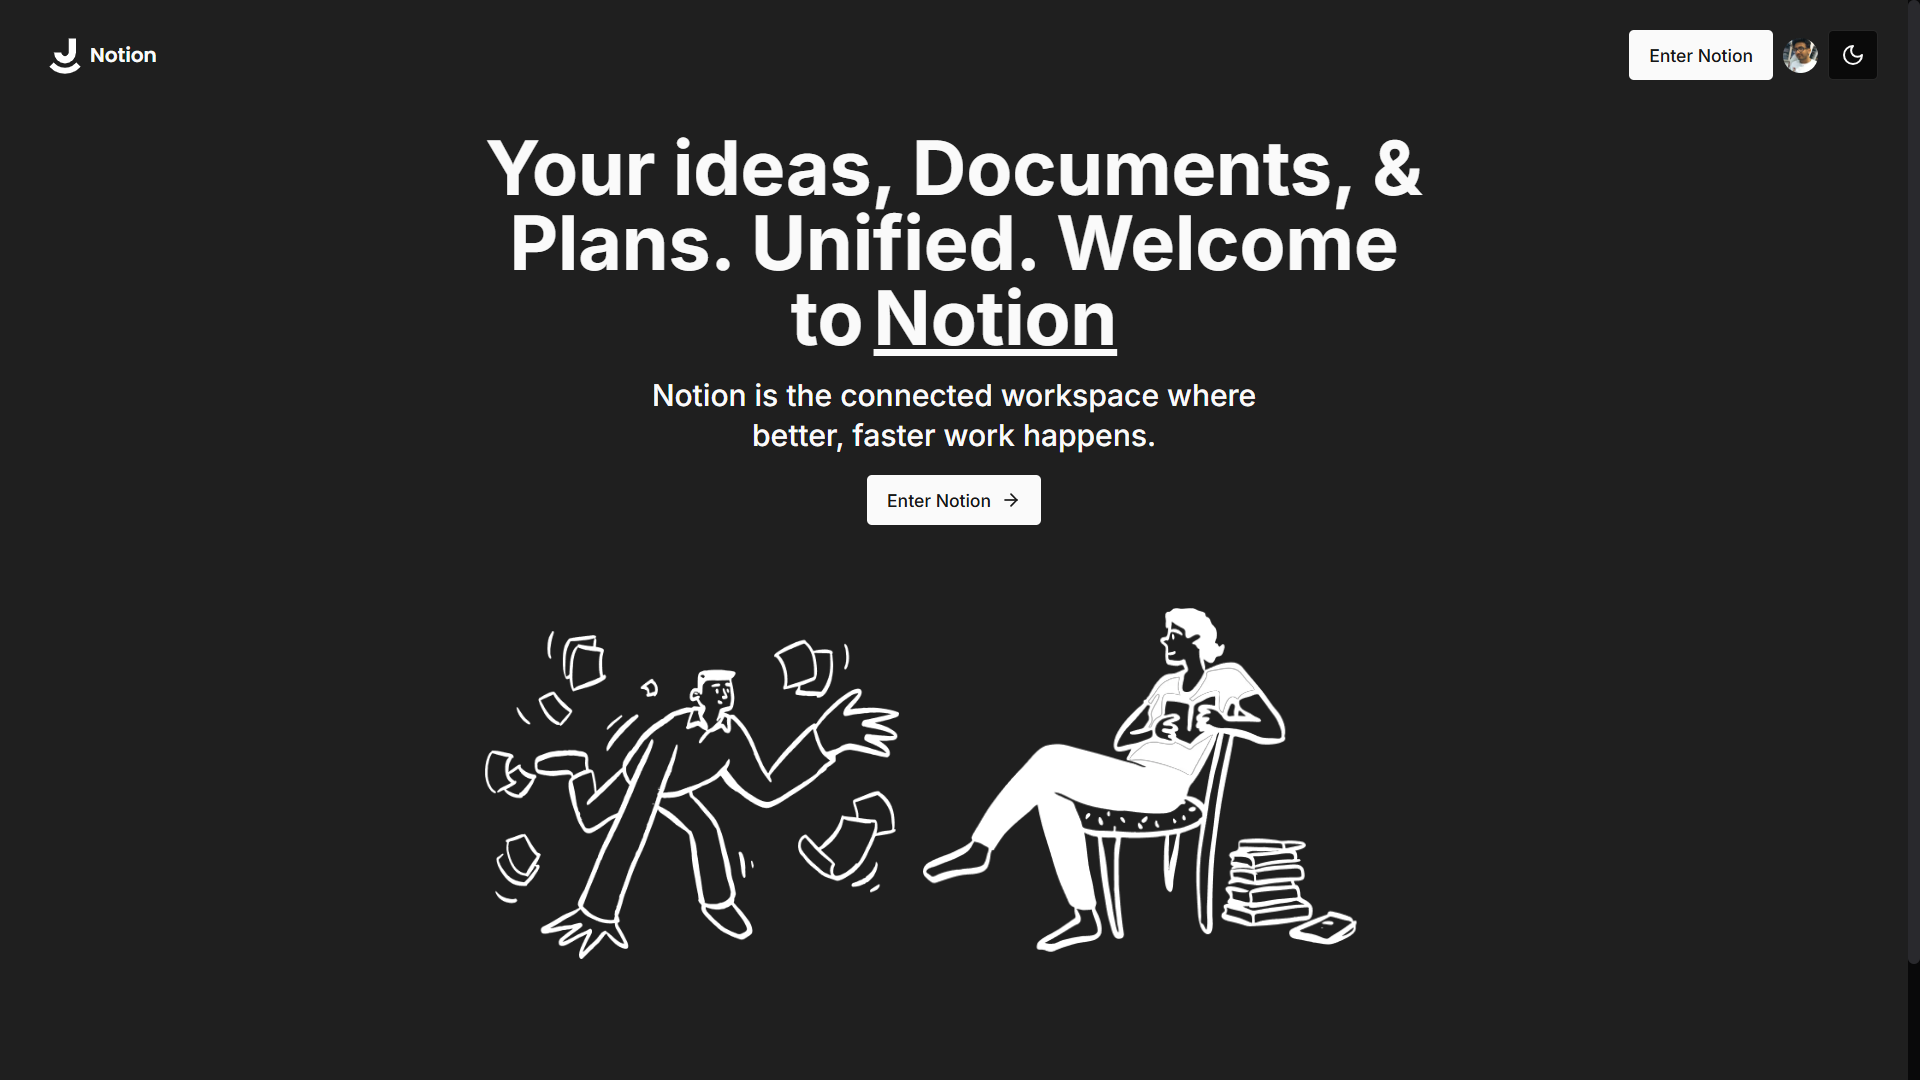 Notion
Enter Notion
Your ideas, Documents, &
Plans. Unified. Welcome
to Notion
Notion is the connected workspace where
better, faster work happens.
Enter Notion